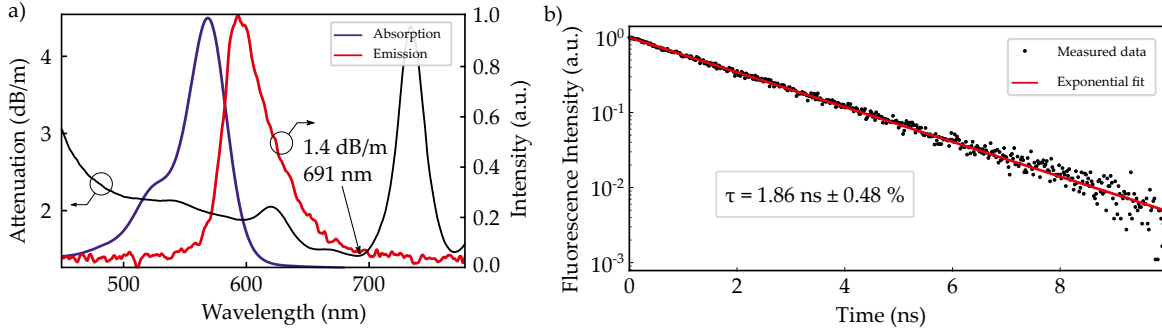 a)
Attenuation (dB/m)
4
3
2
Absorption
Emission
1.4 dB/m
691 nm
1.0
0.8
0.6
0.4
0.2
0.0
Intensity (a.u.)
500
600
700
Wavelength (nm)
b)
Fluorescence Intensity (a.u.)
10⁰
10⁻¹
10⁻²
10⁻³
Measured data
Exponential fit
τ = 1.86 ns ± 0.48 %
0
2
4
6
8
Time (ns)